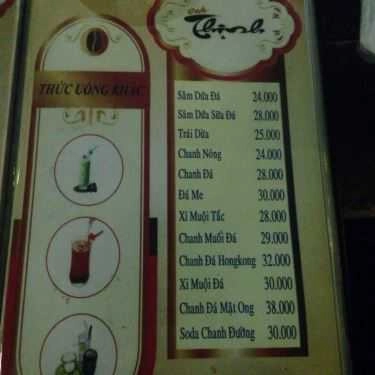 Cafe
Thịnh
THỨC UỐNG KHÁC
Sâm Dứa Đá 24.000
Sâm Dứa Sữa Đá 28.000
Trái Dừa 25.000
Chanh Nóng 24.000
Chanh Đá 28.000
Đá Me 30.000
Xí Muội Tắc 28.000
Chanh Muối Đá 29.000
Chanh Đá Hongkong 32.000
Xí Muội Đá 30.000
Chanh Đá Mật Ong 38.000
Soda Chanh Đường 30.000